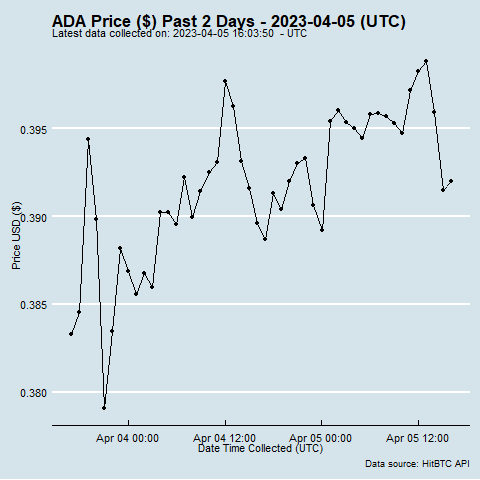 ADA Price ($) Past 2 Days - 2023-04-05 (UTC)
Latest data collected on: 2023-04-05 16:03:50  - UTC
Price USD ($)
0.395
0.390
0.385
0.380
Apr 04 00:00
Apr 04 12:00
Apr 05 00:00
Apr 05 12:00
Date Time Collected (UTC)
Data source: HitBTC API